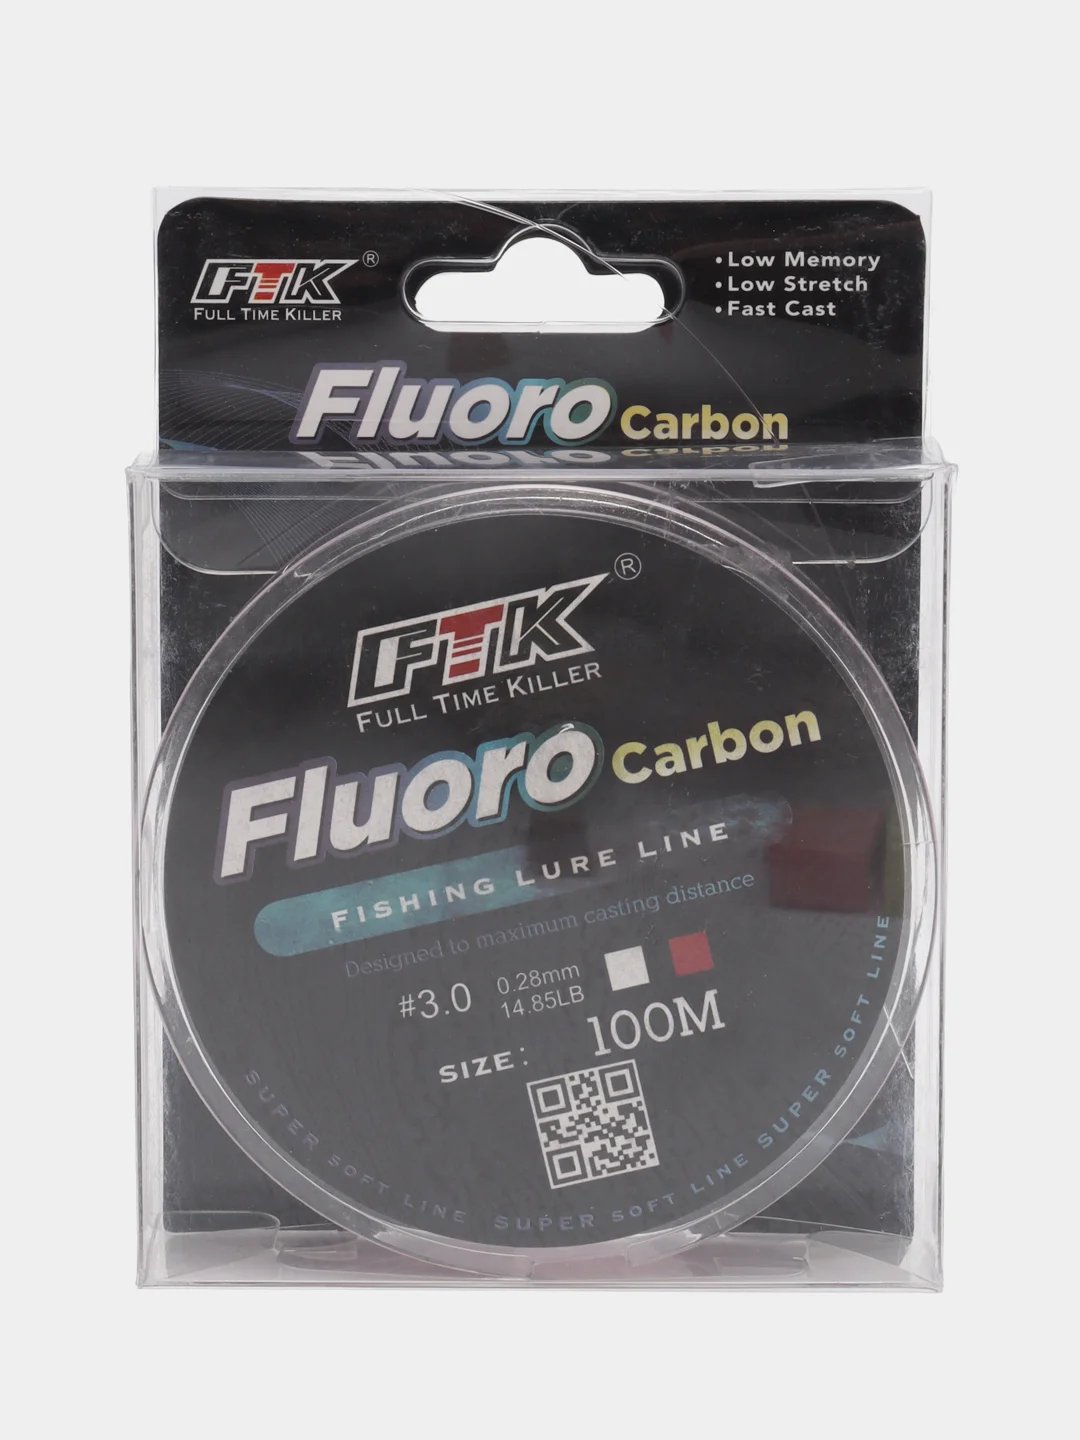 FTK®
FULL TIME KILLER
•Low Memory
•Low Stretch
•Fast Cast
Fluoro Carbon
FTK®
FULL TIME KILLER
Fluoro Carbon
FISHING LURE LINE
Designed to maximum casting distance
#3.0 0.28mm
14.85LB
SIZE: 100M
SUPER SOFT LINE SUPER SOFT LINE SUPER SOFT LINE